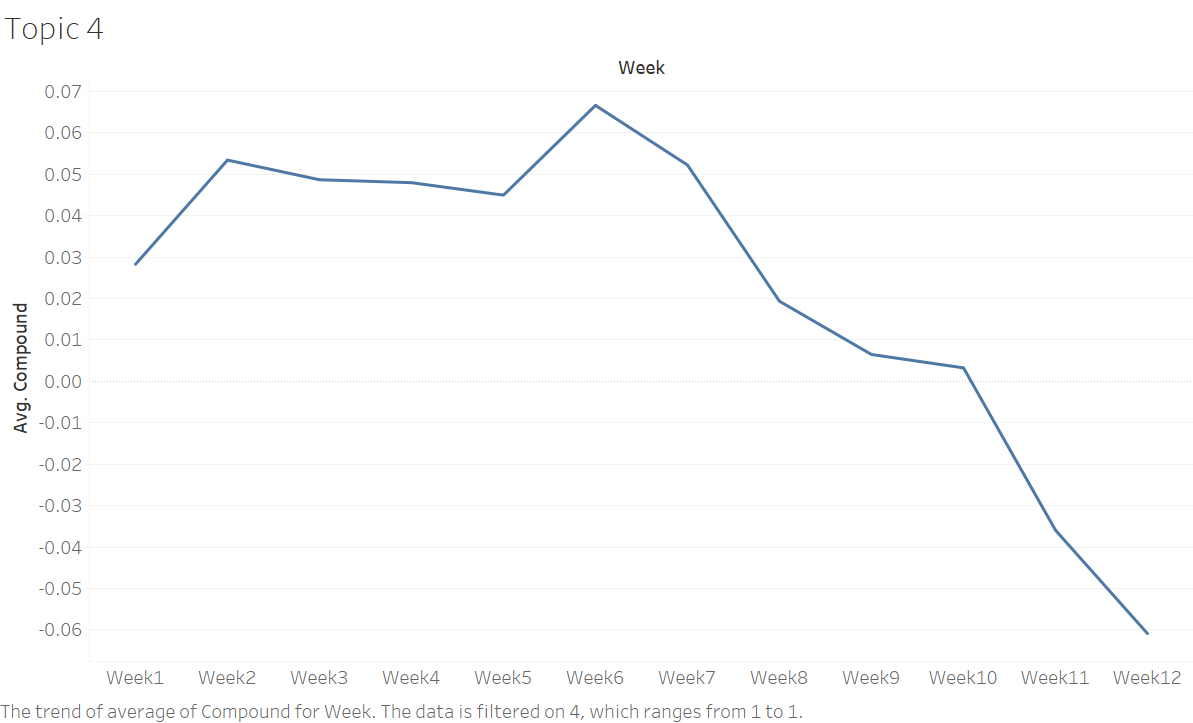 Topic 4
Week
0.07
0.06
0.05
0.04
0.03
0.02
0.01
0.00
-0.01
-0.02
-0.03
-0.04
-0.05
-0.06
Avg. Compound
Week1 Week2 Week3 Week4 Week5 Week6 Week7 Week8 Week9 Week10 Week11 Week12
The trend of average of Compound for Week. The data is filtered on 4, which ranges from 1 to 1.